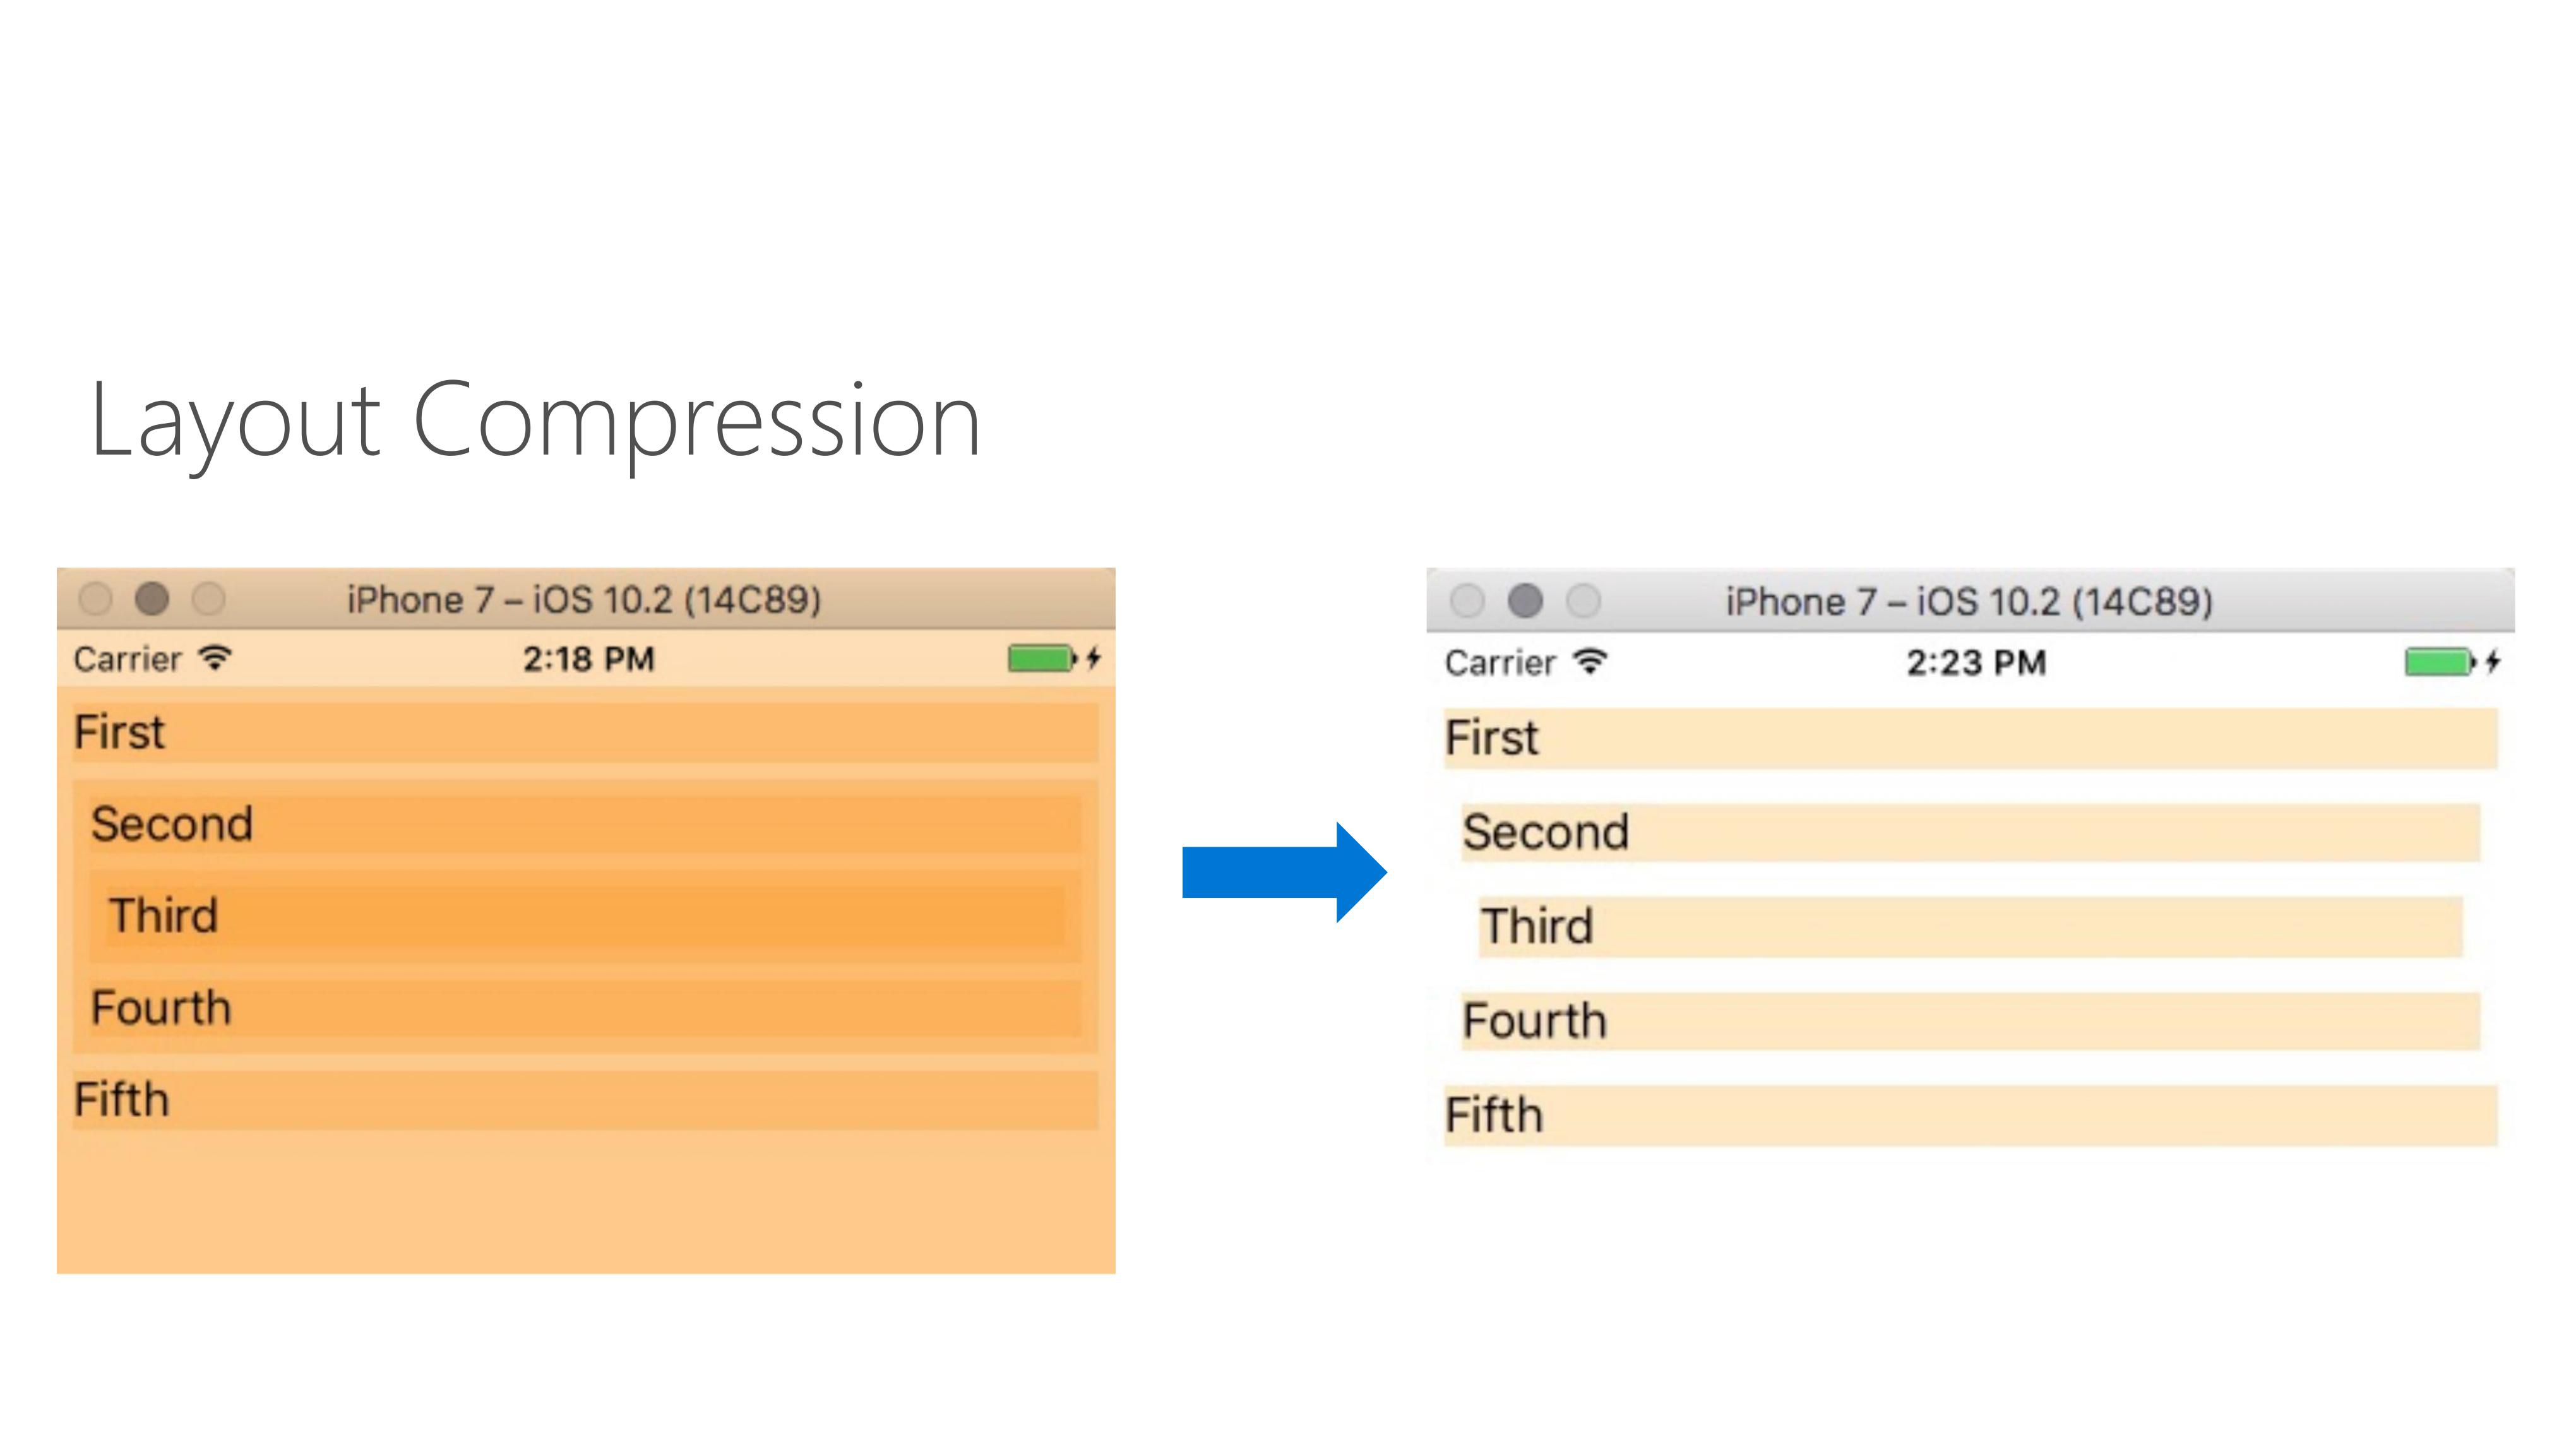 Layout Compression
iPhone 7 – iOS 10.2 (14C89)
Carrier 2:18 PM
First
Second
Third
Fourth
Fifth
iPhone 7 – iOS 10.2 (14C89)
Carrier 2:23 PM
First
Second
Third
Fourth
Fifth